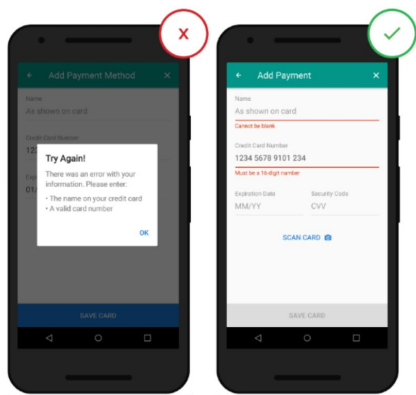 X
← Add Payment Method ×
Name
As shown on card
Credit Card Number
123
Try Again!
There was an error with your
information. Please enter:
• The name on your credit card
• A valid card number
OK
01/
SAVE CARD
← Add Payment ×
Name
As shown on card
Cannot be blank
Credit Card Number
1234 5678 9101 234
Must be a 16-digit number
Expiration Date Security Code
MM/YY CVV
SCAN CARD
SAVE CARD